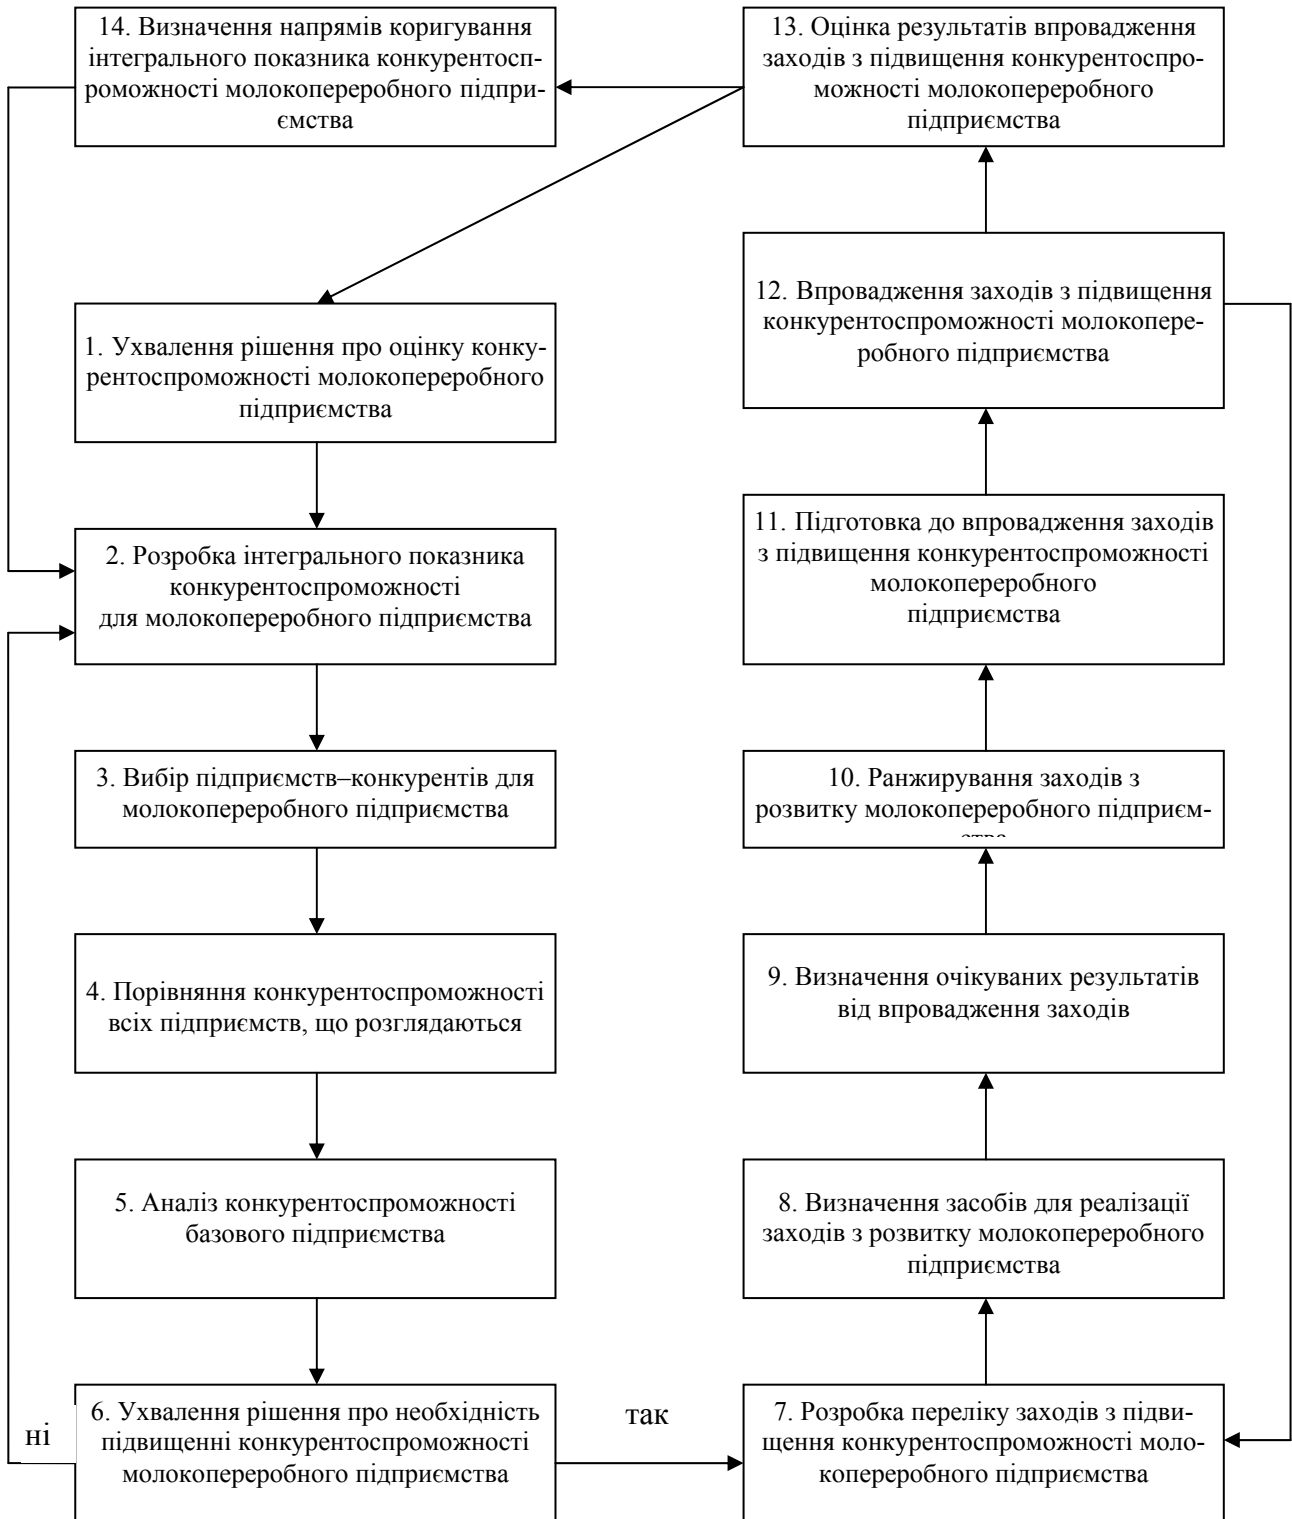 14. Визначення напрямів коригування
інтегрального показника конкурентосп-
роможності молокопереробного підпри-
ємства
13. Оцінка результатів впровадження
заходів з підвищення конкурентоспро-
можності молокопереробного
підприємства
12. Впровадження заходів з підвищення
конкурентоспроможності молокопере-
робного підприємства
1. Ухвалення рішення про оцінку конку-
рентоспроможності молокопереробного
підприємства
11. Підготовка до впровадження заходів
з підвищення конкурентоспроможності
молокопереробного
підприємства
2. Розробка інтегрального показника
конкурентоспроможності
для молокопереробного підприємства
3. Вибір підприємств–конкурентів для
молокопереробного підприємства
10. Ранжирування заходів з
розвитку молокопереробного підприєм-
ства
4. Порівняння конкурентоспроможності
всіх підприємств, що розглядаються
9. Визначення очікуваних результатів
від впровадження заходів
5. Аналіз конкурентоспроможності
базового підприємства
8. Визначення засобів для реалізації
заходів з розвитку молокопереробного
підприємства
ні
6. Ухвалення рішення про необхідність
підвищенні конкурентоспроможності
молокопереробного підприємства
так
7. Розробка переліку заходів з підви-
щення конкурентоспроможності моло-
копереробного підприємства